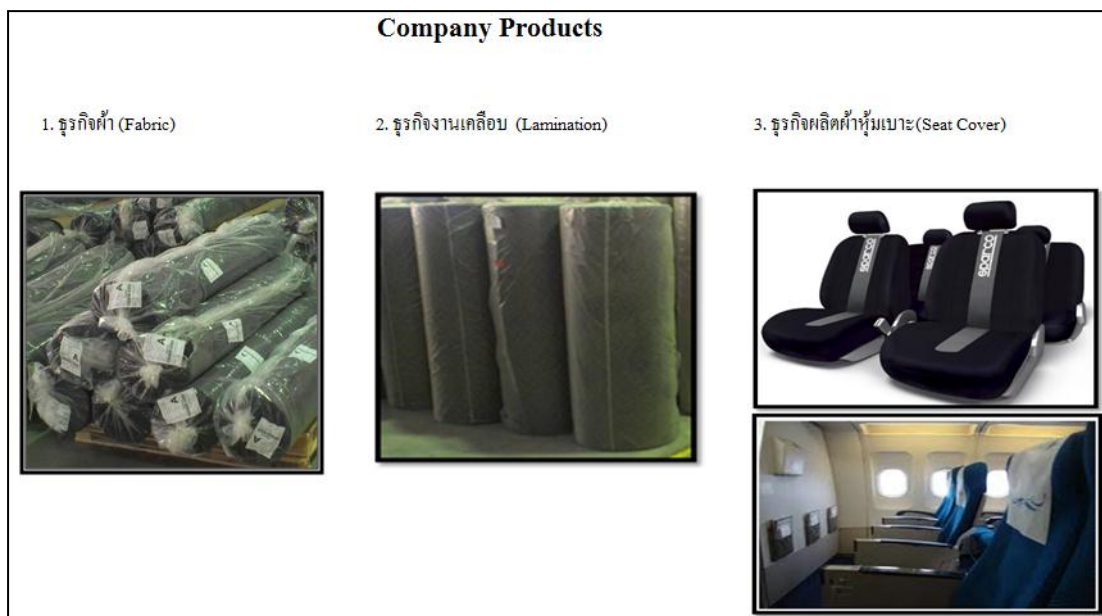 Company Products
1. ธุรกิจผ้า (Fabric)
2. ธุรกิจงานเคลือบ (Lamination)
3. ธุรกิจผลิตผ้าหุ้มเบาะ(Seat Cover)
sparco
sparco